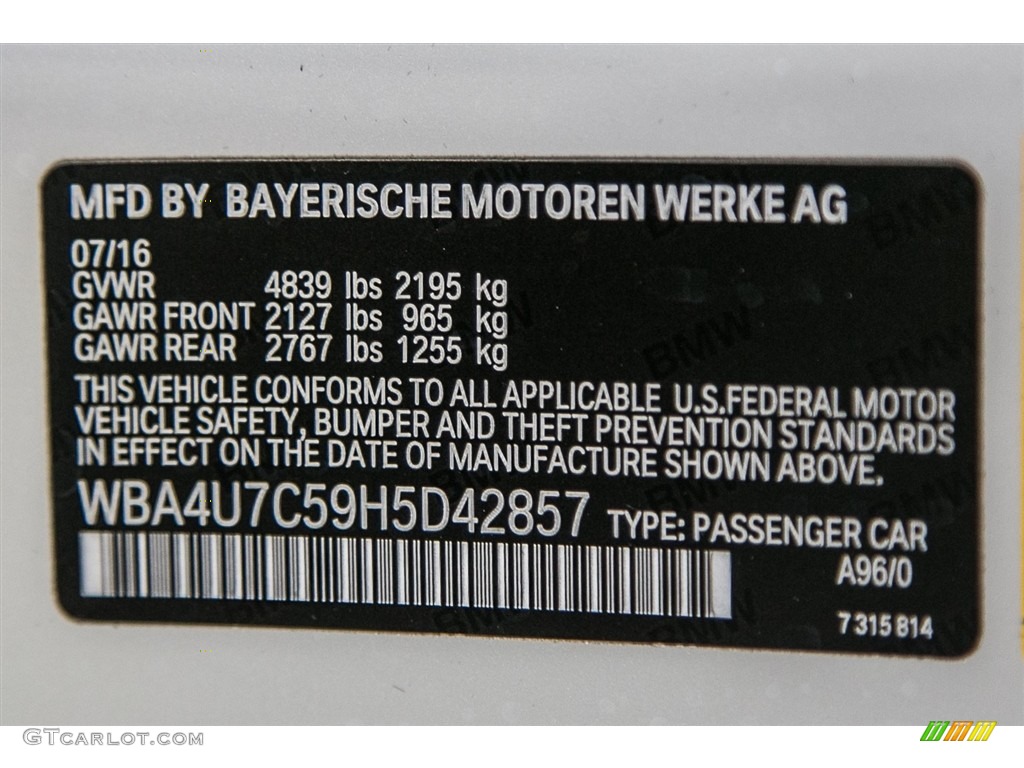 MFD BY BAYERISCHE MOTOREN WERKE AG
07/16
GVWR 4839 lbs 2195 kg
GAWR FRONT 2127 lbs 965 kg
GAWR REAR 2767 lbs 1255 kg
THIS VEHICLE CONFORMS TO ALL APPLICABLE U.S.FEDERAL MOTOR
VEHICLE SAFETY, BUMPER AND THEFT PREVENTION STANDARDS
IN EFFECT ON THE DATE OF MANUFACTURE SHOWN ABOVE.
WBA4U7C59H5D42857 TYPE: PASSENGER CAR
A96/0
7 315 814
GTCARLOT.COM